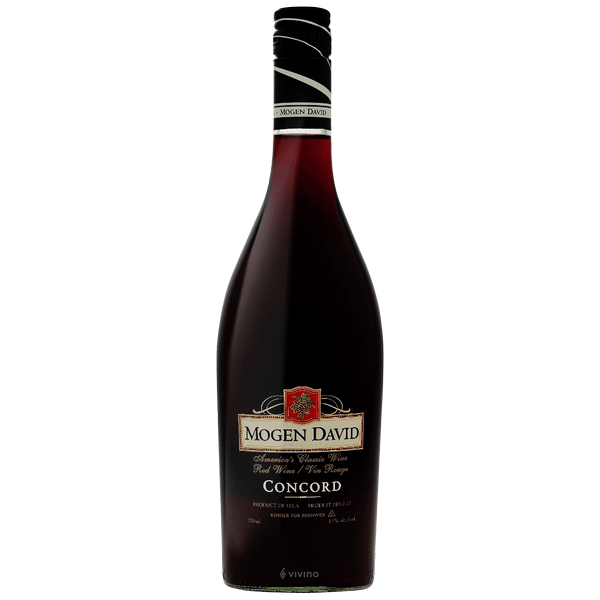 MOGEN DAVID
MOGEN DAVID
America's Classic Wine
Red Wine / Vin Rouge
CONCORD
PRODUCT OF U.S.A.
KOSHER FOR PASSOVER
750ml
vivino